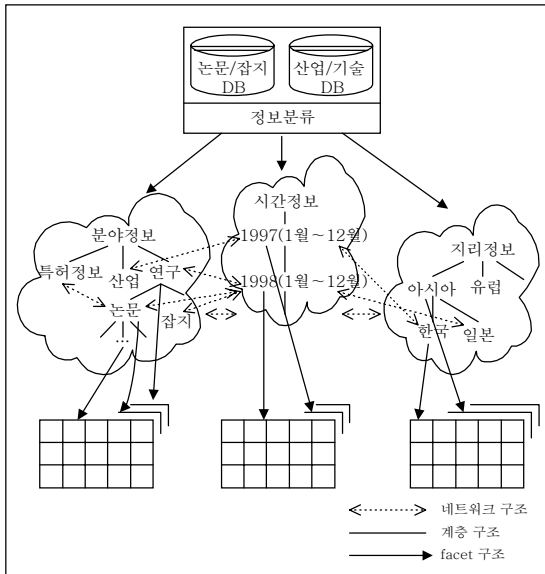 논문/잡지
DB
산업/기술
DB
정보분류
분야정보
특허정보
산업
연구
논문
잡지
...
시간정보
1997(1월~12월)
1998(1월~12월)
지리정보
아시아
유럽
한국
일본
네트워크 구조
계층 구조
facet 구조